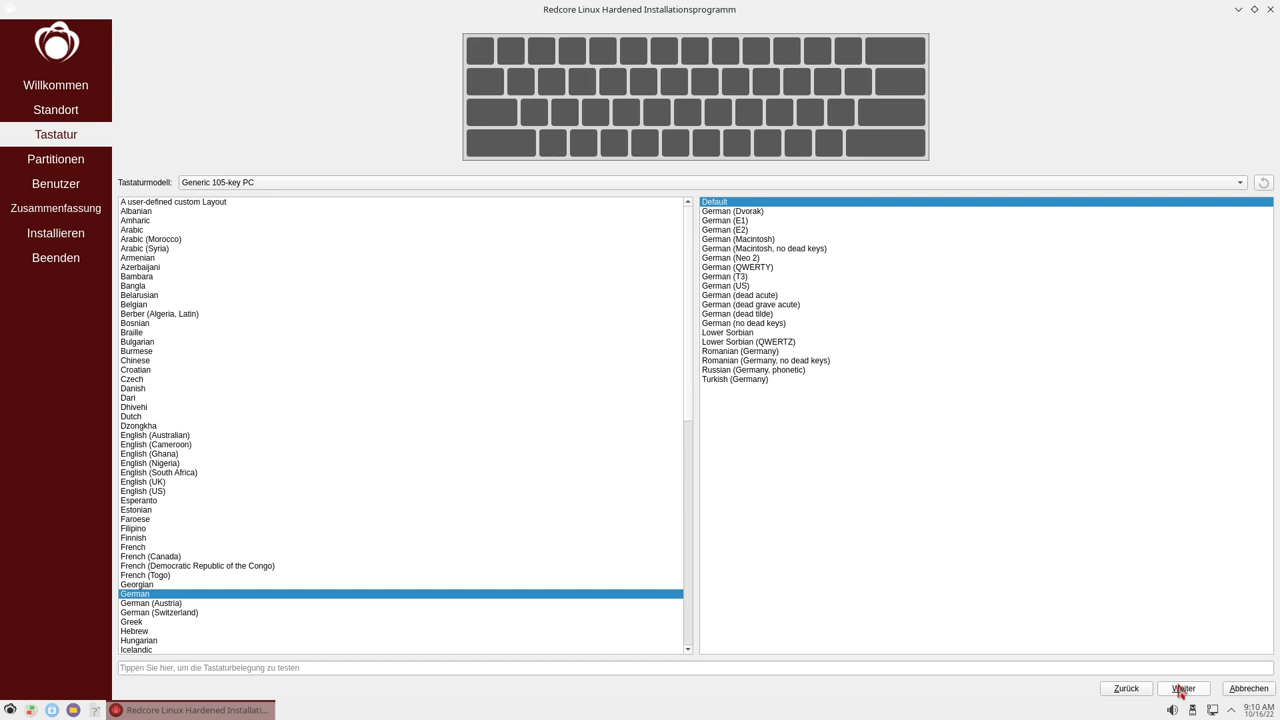 Redcore Linux Hardened Installationsprogramm
Willkommen
Standort
Tastatur
Partitionen
Benutzer
Zusammenfassung
Installieren
Beenden
Tastaturmodell: Generic 105-key PC
A user-defined custom Layout
Albanian
Amharic
Arabic
Arabic (Morocco)
Arabic (Syria)
Armenian
Azerbaijani
Bambara
Bangla
Belarusian
Belgian
Berber (Algeria, Latin)
Bosnian
Braille
Bulgarian
Burmese
Chinese
Croatian
Czech
Danish
Dari
Dhivehi
Dutch
Dzongkha
English (Australian)
English (Cameroon)
English (Ghana)
English (Nigeria)
English (South Africa)
English (UK)
English (US)
Esperanto
Estonian
Faroese
Filipino
Finnish
French
French (Canada)
French (Democratic Republic of the Congo)
French (Togo)
Georgian
German
German (Austria)
German (Switzerland)
Greek
Hebrew
Hungarian
Icelandic
Default
German (Dvorak)
German (E1)
German (E2)
German (Macintosh)
German (Macintosh, no dead keys)
German (Neo 2)
German (QWERTY)
German (T3)
German (US)
German (dead acute)
German (dead grave acute)
German (dead tilde)
German (no dead keys)
Lower Sorbian
Lower Sorbian (QWERTZ)
Romanian (Germany)
Romanian (Germany, no dead keys)
Russian (Germany, phonetic)
Turkish (Germany)
Tippen Sie hier, um die Tastaturbelegung zu testen
Zurück
Weiter
Abbrechen
Redcore Linux Hardened Installati...
9:10 AM
10/16/22